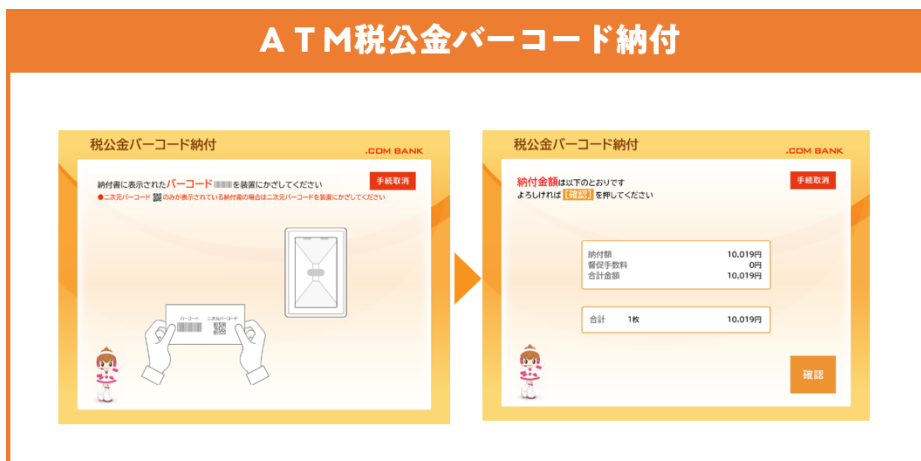 ATM税公金バーコード納付
税公金バーコード納付
.COM BANK
手続取消
納付書に表示されたバーコード を装置にかざしてください
●二次元バーコード のみが表示されている納付書の場合は二次元バーコードを装置にかざしてください
バーコード 二次元バーコード
税公金バーコード納付
.COM BANK
手続取消
納付金額は以下のとおりです
よろしければ【確認】を押してください
納付額 10,019円
督促手数料 0円
合計金額 10,019円
合計 1枚 10,019円
確認